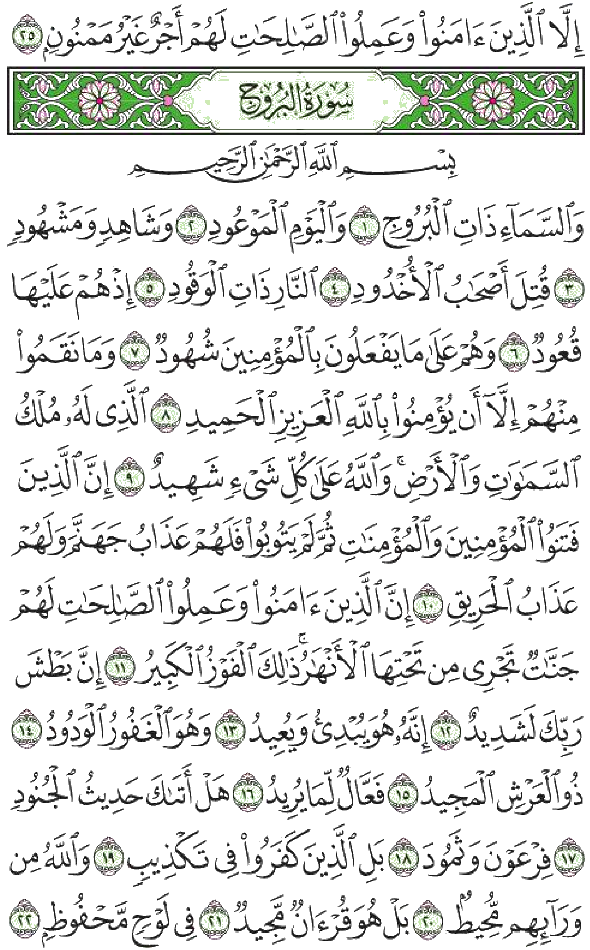 إِلَّا ٱلَّذِينَ ءَامَنُوا۟ وَعَمِلُوا۟ ٱلصَّـٰلِحَـٰتِ لَهُمْ أَجْرٌ غَيْرُ مَمْنُونٍۭ ٢٥
سُورَةُ البُرُوج
بِسْمِ اللَّهِ الرَّحْمَـٰنِ الرَّحِيمِ
وَٱلسَّمَآءِ ذَاتِ ٱلْبُرُوجِ ١ وَٱلْيَوْمِ ٱلْمَوْعُودِ ٢ وَشَاهِدٍ وَمَشْهُودٍ
٣ قُتِلَ أَصْحَـٰبُ ٱلْأُخْدُودِ ٤ ٱلنَّارِ ذَاتِ ٱلْوَقُودِ ٥ إِذْ هُمْ عَلَيْهَا
قُعُودٌ ٦ وَهُمْ عَلَىٰ مَا يَفْعَلُونَ بِٱلْمُؤْمِنِينَ شُهُودٌ ٧ وَمَا نَقَمُوا۟
مِنْهُمْ إِلَّآ أَن يُؤْمِنُوا۟ بِٱللَّهِ ٱلْعَزِيزِ ٱلْحَمِيدِ ٨ ٱلَّذِى لَهُۥ مُلْكُ
ٱلسَّمَـٰوَٰتِ وَٱلْأَرْضِ ۚ وَٱللَّهُ عَلَىٰ كُلِّ شَىْءٍ شَهِيدٌ ٩ إِنَّ ٱلَّذِينَ
فَتَنُوا۟ ٱلْمُؤْمِنِينَ وَٱلْمُؤْمِنَـٰتِ ثُمَّ لَمْ يَتُوبُوا۟ فَلَهُمْ عَذَابُ جَهَنَّمَ وَلَهُمْ
عَذَابُ ٱلْحَرِيقِ ١٠ إِنَّ ٱلَّذِينَ ءَامَنُوا۟ وَعَمِلُوا۟ ٱلصَّـٰلِحَـٰتِ لَهُمْ
جَنَّـٰتٌ تَجْرِى مِن تَحْتِهَا ٱلْأَنْهَـٰرُ ۚ ذَٰلِكَ ٱلْفَوْزُ ٱلْكَبِيرُ ١١ إِنَّ بَطْشَ
رَبِّكَ لَشَدِيدٌ ١٢ إِنَّهُۥ هُوَ يُبْدِئُ وَيُعِيدُ ١٣ وَهُوَ ٱلْغَفُورُ ٱلْوَدُودُ ١٤
ذُو ٱلْعَرْشِ ٱلْمَجِيدُ ١٥ فَعَّالٌ لِّمَا يُرِيدُ ١٦ هَلْ أَتَىٰكَ حَدِيثُ ٱلْجُنُودِ
١٧ فِرْعَوْنَ وَثَمُودَ ١٨ بَلِ ٱلَّذِينَ كَفَرُوا۟ فِى تَكْذِيبٍ ١٩ وَٱللَّهُ مِن
وَرَآئِهِم مُّحِيطٌۢ ٢٠ بَلْ هُوَ قُرْءَانٌ مَّجِيدٌ ٢١ فِى لَوْحٍ مَّحْفُوظٍۭ ٢٢